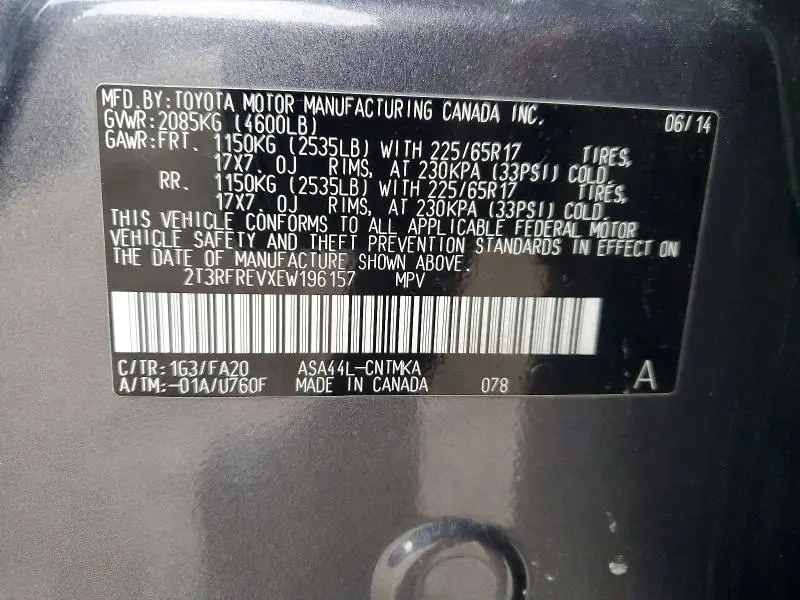 MFD.BY:TOYOTA MOTOR MANUFACTURING CANADA INC. 06/14
GVWR:2085KG (4600LB)
GAWR:FRT. 1150KG (2535LB) WITH 225/65R17 TIRES,
17X7. 0J RIMS, AT 230KPA (33PSI) COLD.
RR. 1150KG (2535LB) WITH 225/65R17 TIRES,
17X7. 0J RIMS, AT 230KPA (33PSI) COLD.
THIS VEHICLE CONFORMS TO ALL APPLICABLE FEDERAL MOTOR
VEHICLE SAFETY AND THEFT PREVENTION STANDARDS IN EFFECT ON
THE DATE OF MANUFACTURE SHOWN ABOVE.
2T3RFREVXEW196157 MPV
C/TR:1G3/FA20 ASA44L-CNTMKA
A/TM:-01A/U760F MADE IN CANADA 078 A